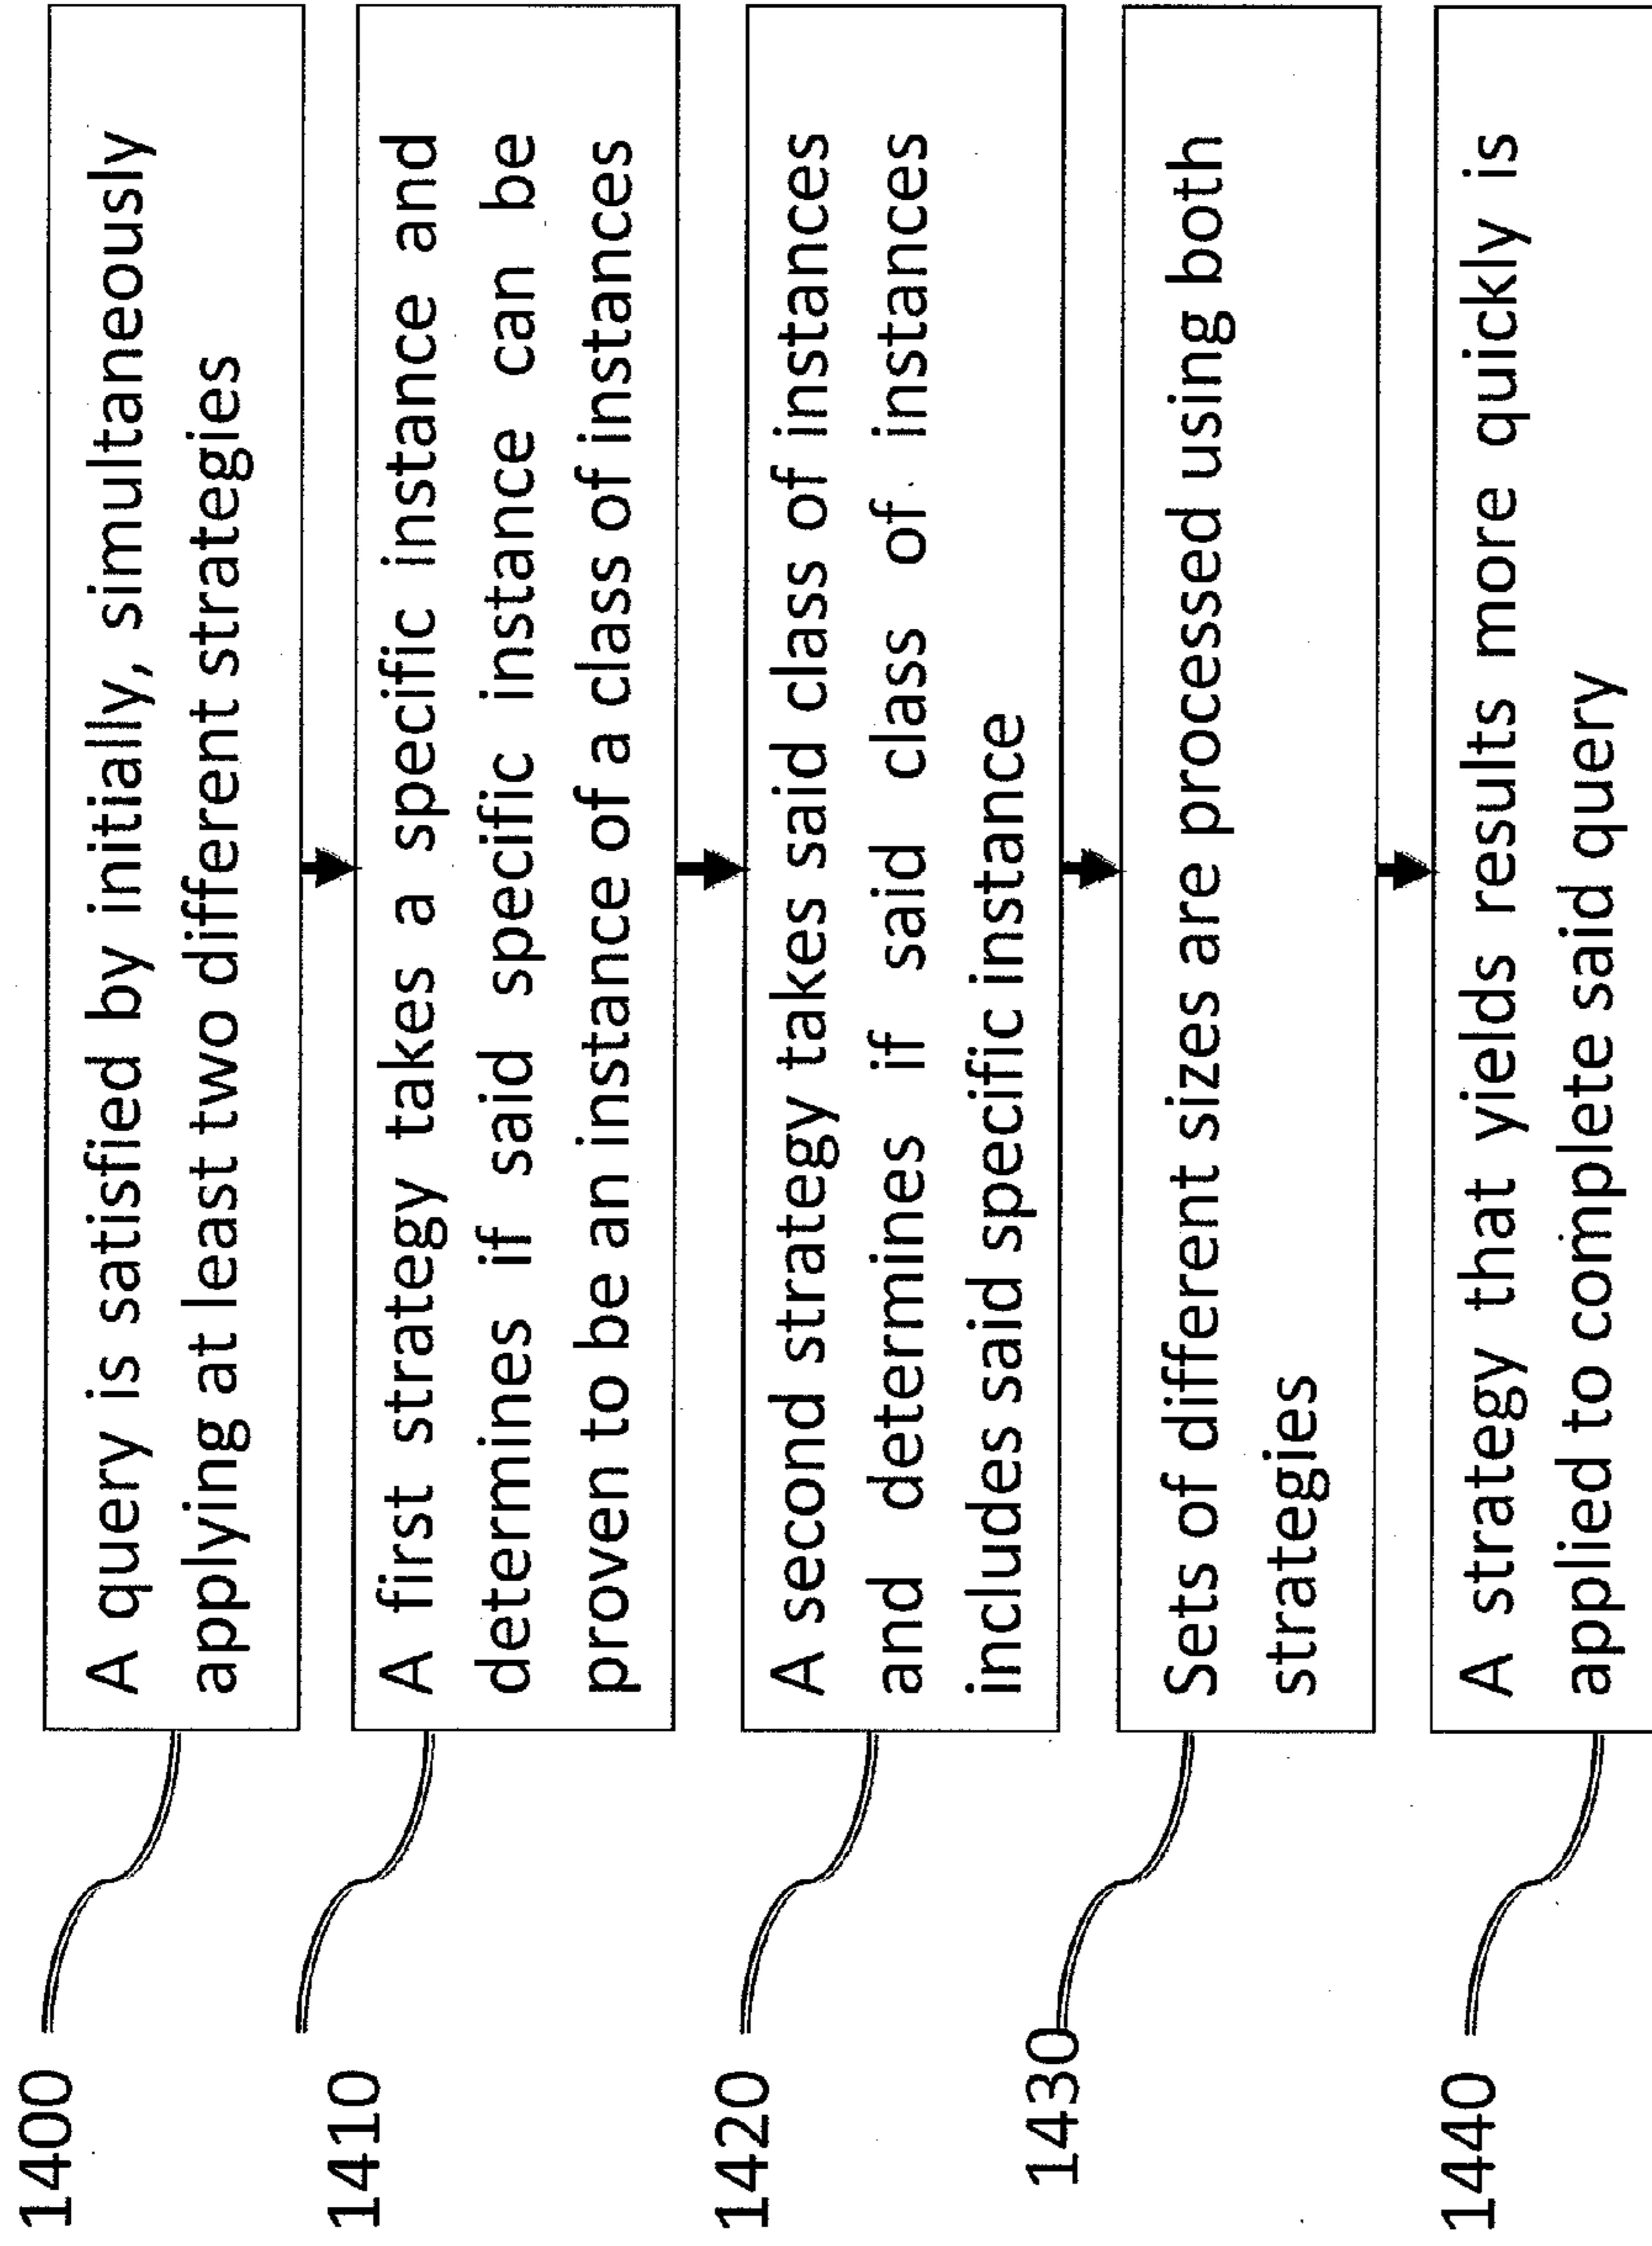 1400
A query is satisfied by initially, simultaneously
applying at least two different strategies
1410
A first strategy takes a specific instance and
determines if said specific instance can be
proven to be an instance of a class of instances
1420
A second strategy takes said class of instances
and determines if said class of instances
includes said specific instance
1430
Sets of different sizes are processed using both
strategies
1440
A strategy that yields results more quickly is
applied to complete said query